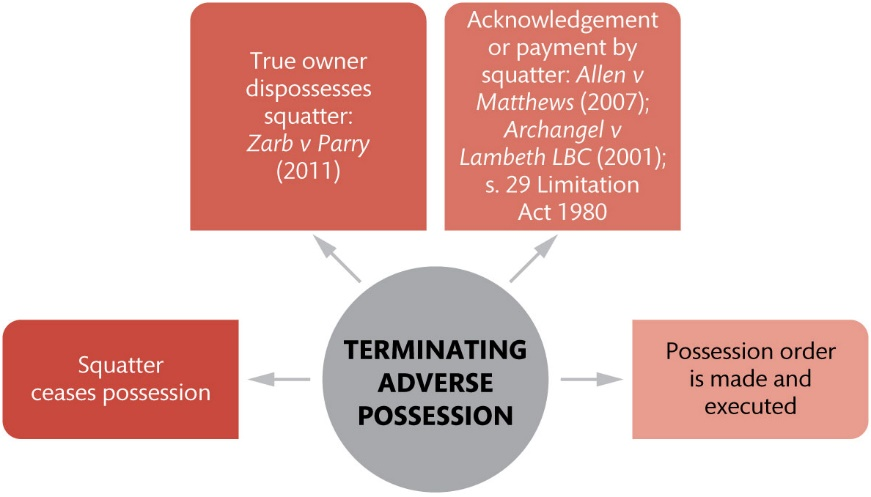 True owner
dispossesses
squatter:
Zarb v Parry
(2011)
Acknowledgement
or payment by
squatter: Allen v
Matthews (2007);
Archangel v
Lambeth LBC (2001);
s. 29 Limitation
Act 1980
Squatter
ceases possession
TERMINATING
ADVERSE
POSSESSION
Possession order
is made and
executed